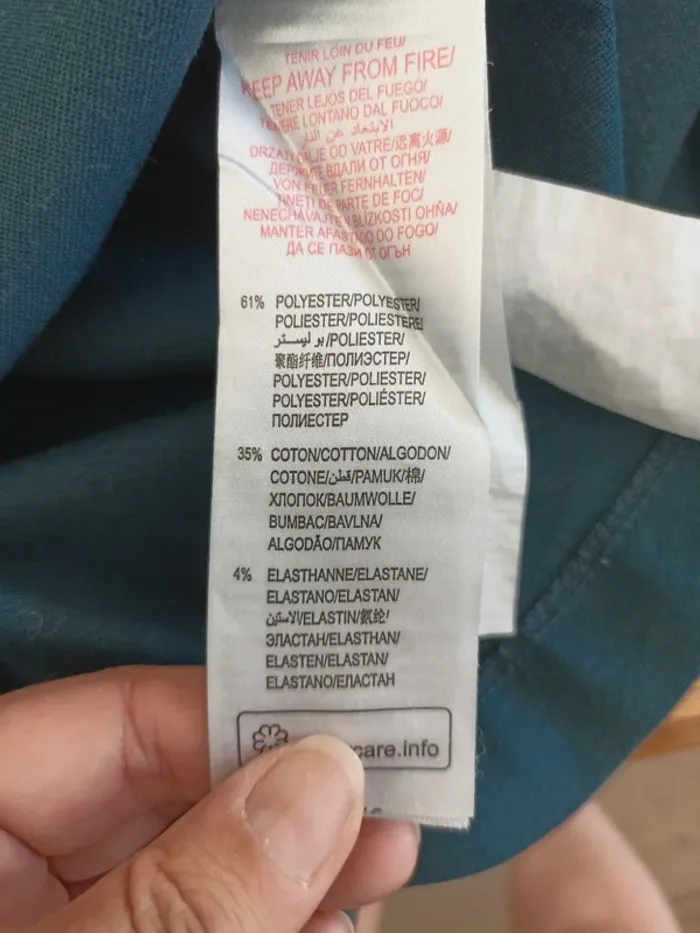 TENIR LOIN DU FEU/
KEEP AWAY FROM FIRE/
TENER LEJOS DEL FUEGO/
TENERE LONTANO DAL FUOCO/
الابتعاد عن النار
DRZATI DALJE OD VATRE/远离火源/
ДЕРЖИТЕ ВДАЛИ ОТ ОГНЯ/
VON FEUER FERNHALTEN/
TINETI DEPARTE DE FOC/
NENECHÁVAJTE V BLÍZKOSTI OHŇA/
MANTER AFASTADO DO FOGO/
ДА СЕ ПАЗИ ОТ ОГЪН
61% POLYESTER/POLYESTER/
POLIESTER/POLIESTERE/
بوليستر/POLIESTER/
聚酯纤维/ПОЛИЭСТЕР/
POLYESTER/POLIESTER/
POLYESTER/POLIÉSTER/
ПОЛИЕСТЕР
35% COTON/COTTON/ALGODON/
COTONE/قطن/PAMUK/棉/
ХЛОПОК/BAUMWOLLE/
BUMBAC/BAVLNA/
ALGODÃO/ПАМУК
4% ELASTHANNE/ELASTANE/
ELASTANO/ELASTAN/
الاستين/ELASTIN/氨纶/
ЭЛАСТАН/ELASTHAN/
ELASTEN/ELASTAN/
ELASTANO/ЕЛАСТАН
care.info